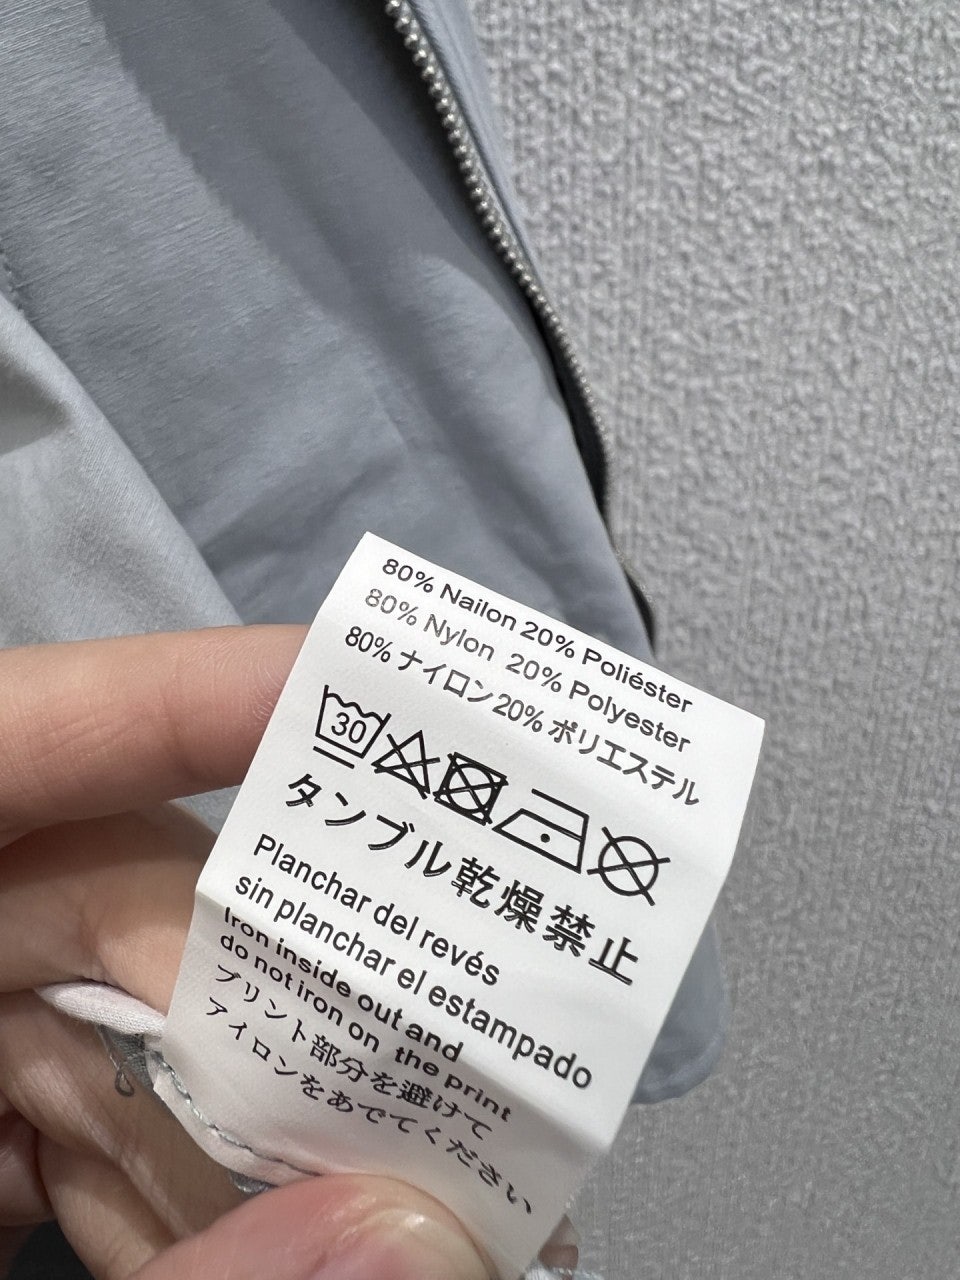 80% Nailon 20% Poliéster
80% Nylon 20% Polyester
80% ナイロン20% ポリエステル
30
タンブル乾燥禁止
Planchar del revés
sin planchar el estampado
Iron inside out and
do not iron on the print
プリント部分を避けて
アイロンをあでてください